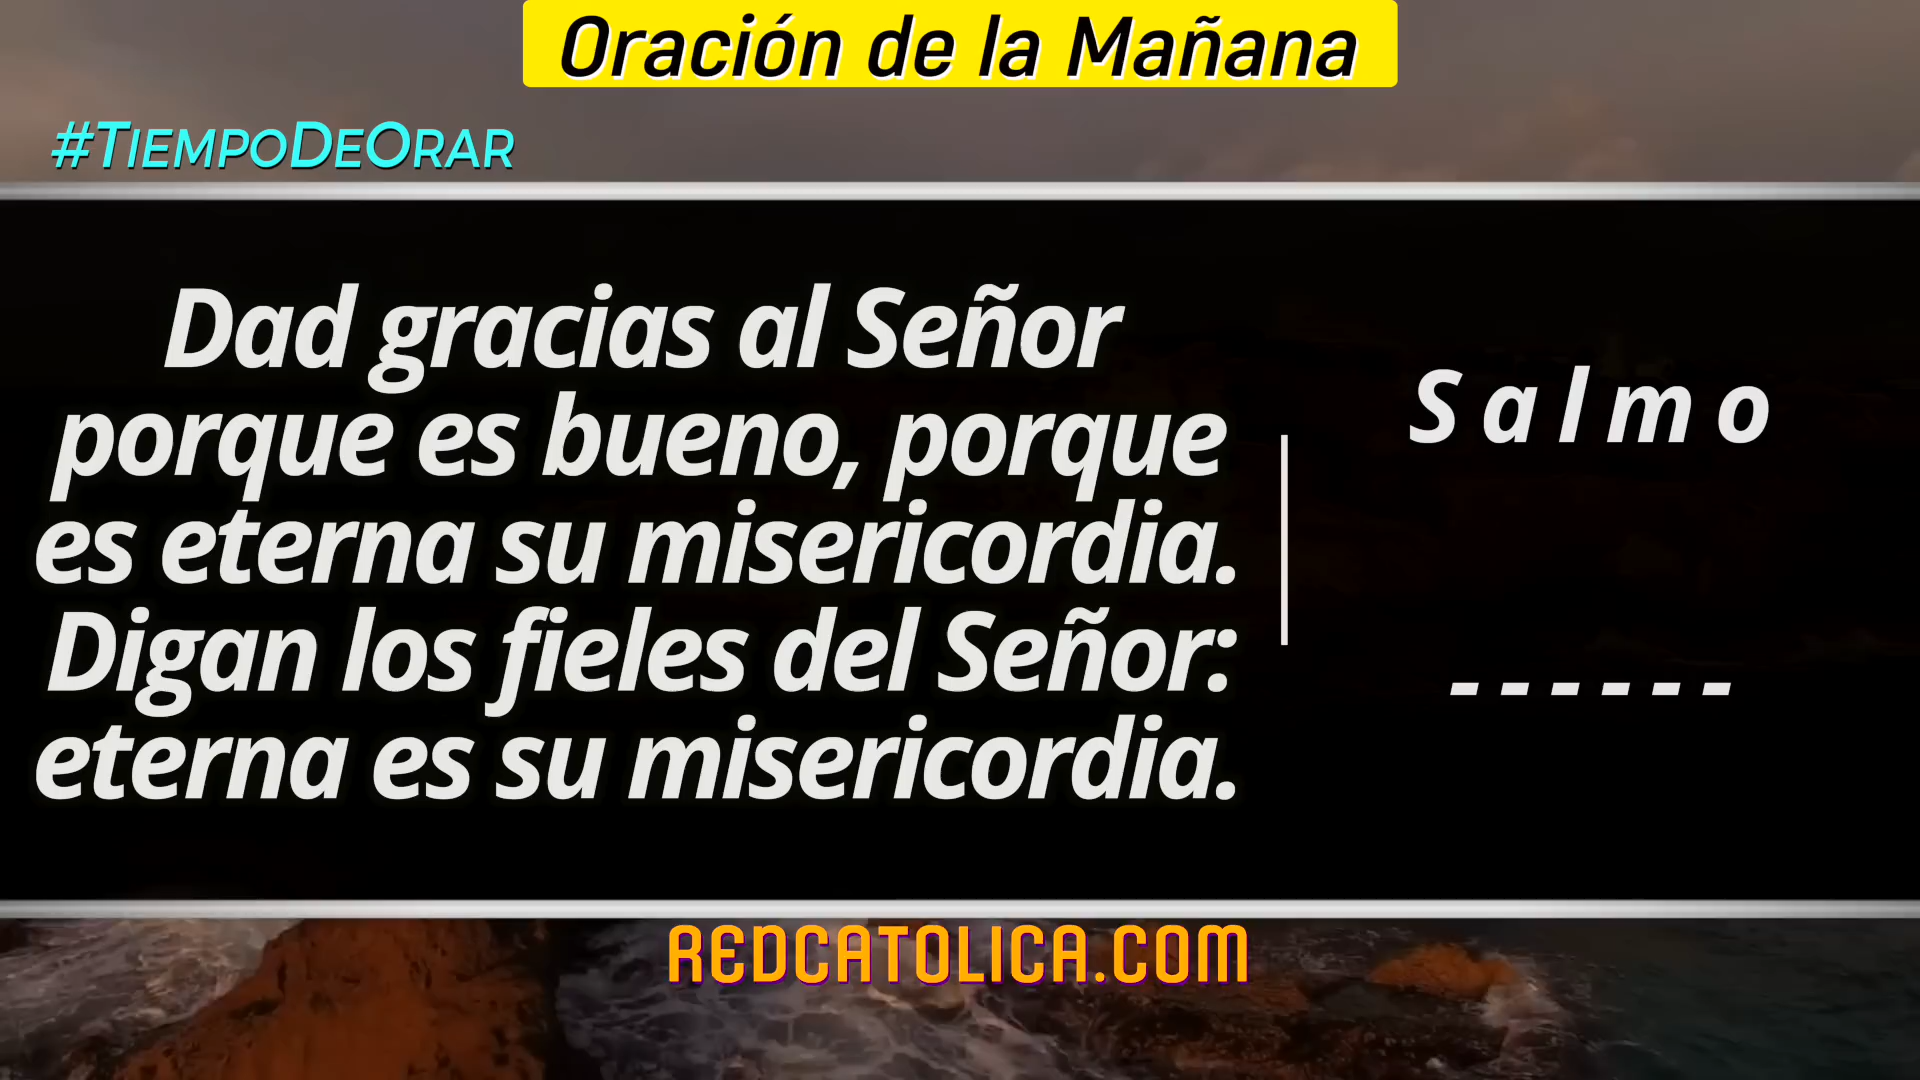 Oración de la Mañana
#TiempoDeOrar
Dad gracias al Señor
porque es bueno, porque
es eterna su misericordia.
Digan los fieles del Señor:
eterna es su misericordia.
Salmo
------
REDCATOLICA.COM